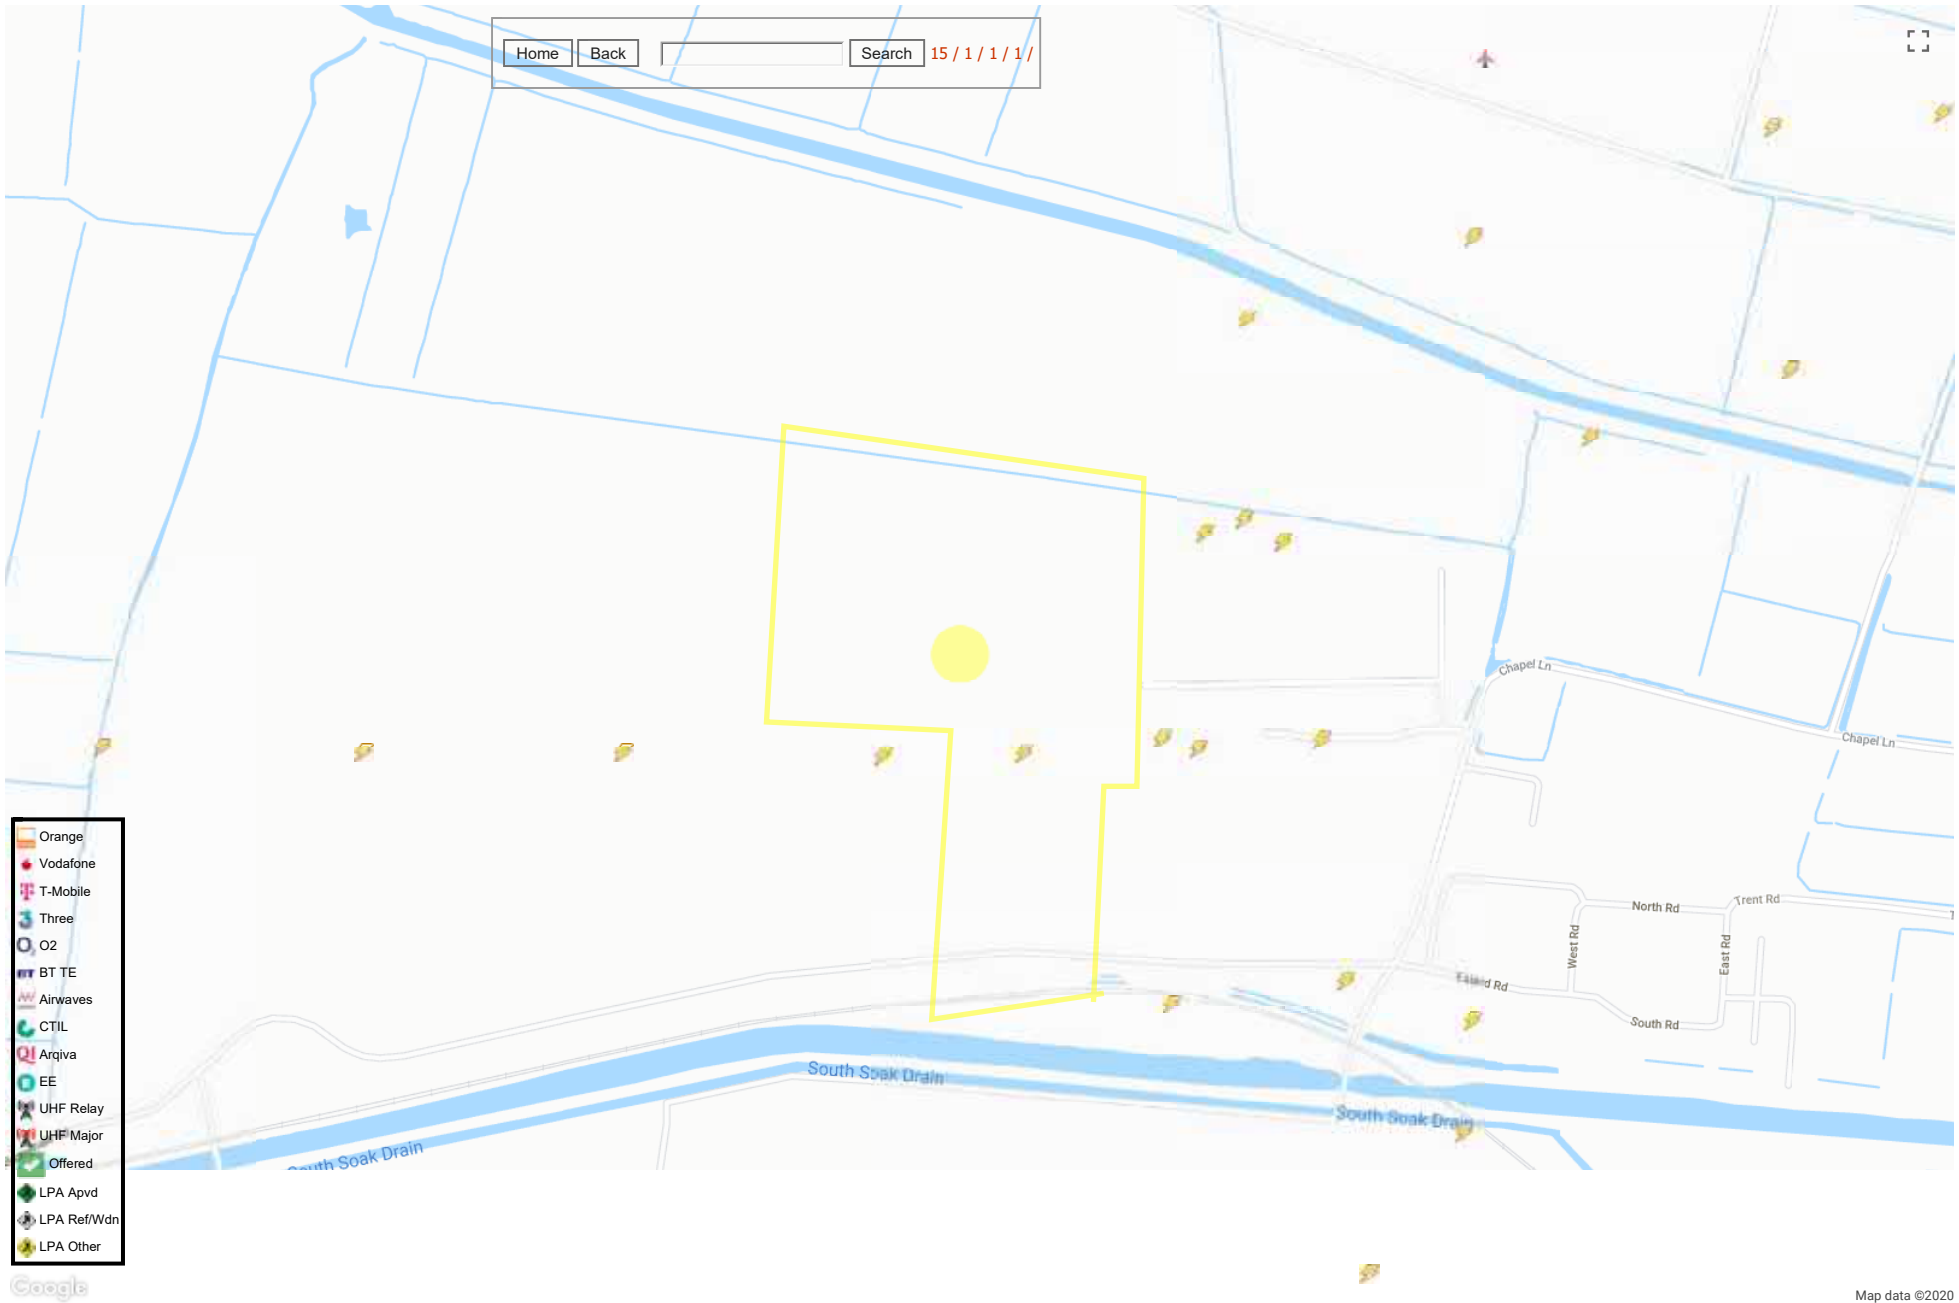 Home Back Search 15 / 1 / 1 / 1 /
Chapel Ln
Chapel Ln
Orange
Vodafone
T-Mobile
Three
O2
BT TE
Airwaves
CTIL
Arqiva
EE
UHF Relay
UHF Major
Offered
LPA Apvd
LPA Ref/Wdn
LPA Other
North Rd
Trent Rd
West Rd
East Rd
Ealand Rd
South Rd
South Soak Drain
South Soak Drain
South Soak Drain
Google
Map data ©2020